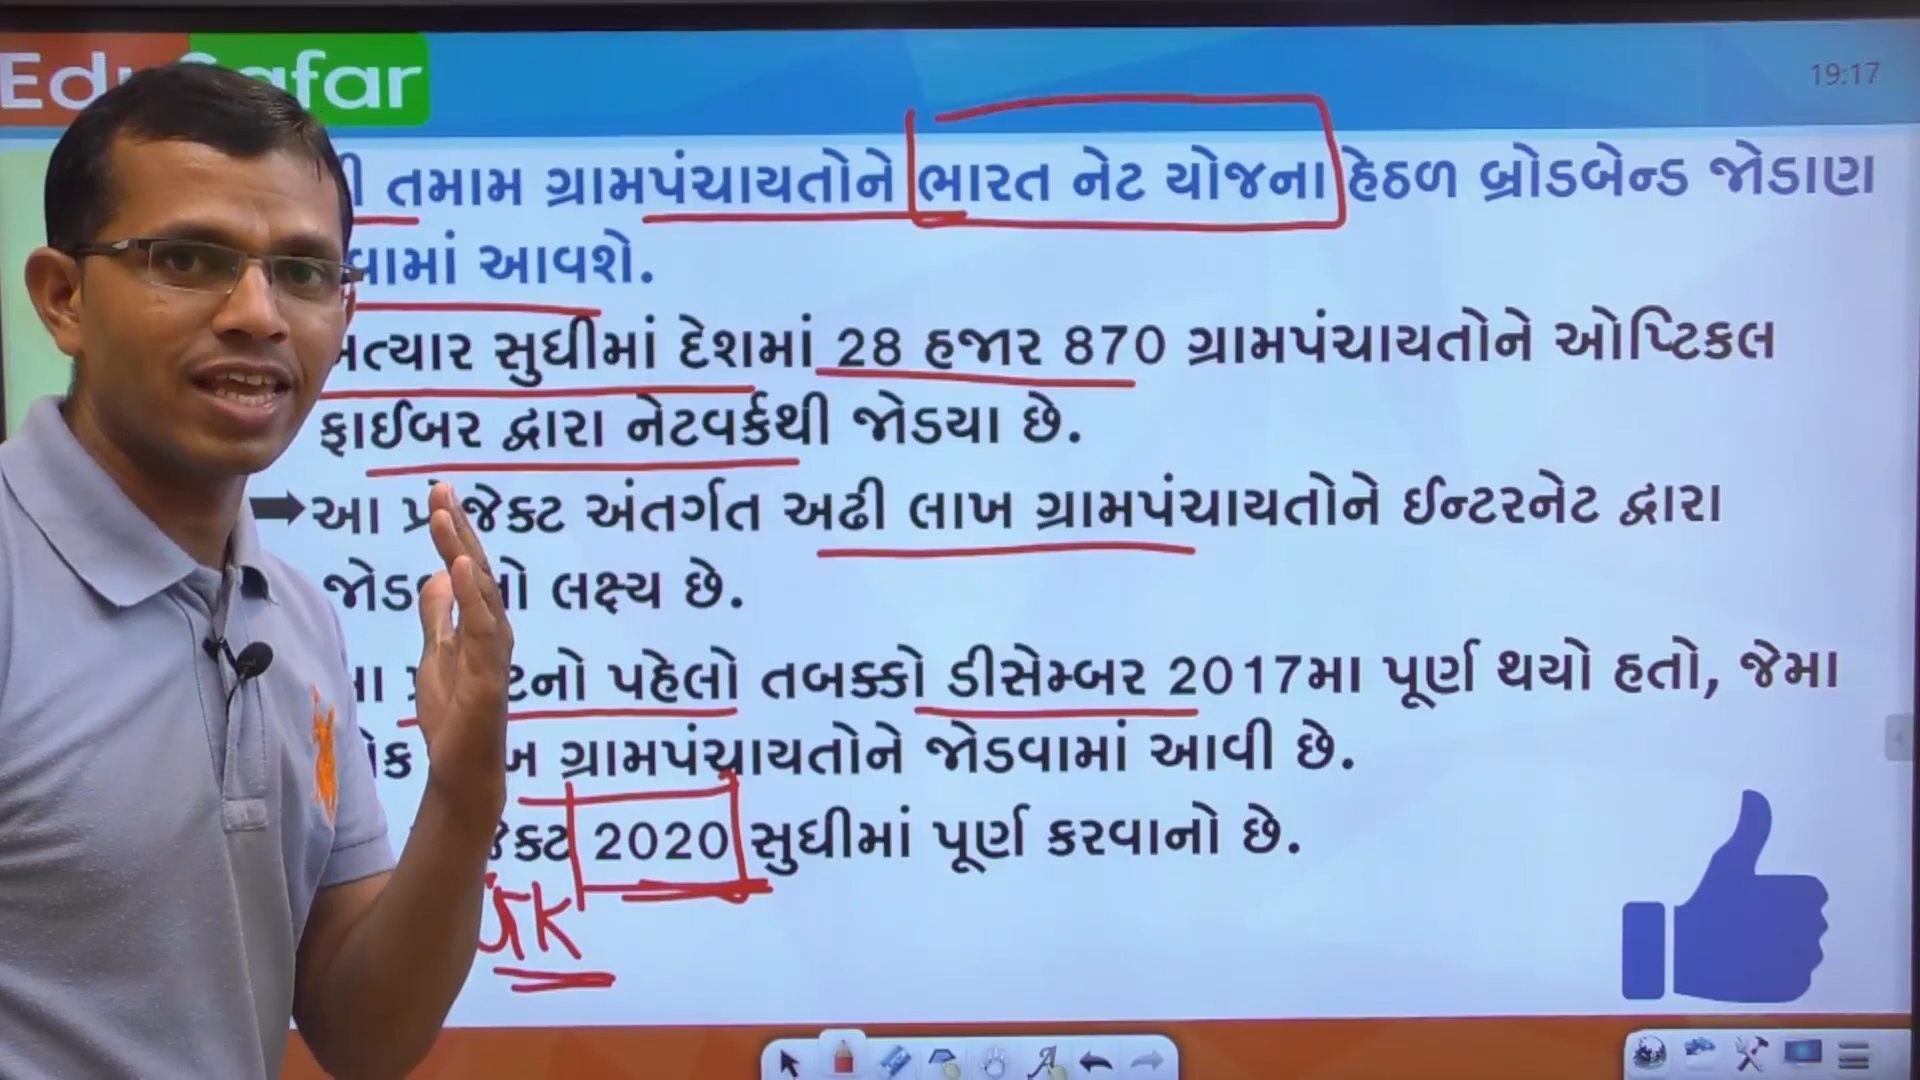 Edu Safar
19:17
તમામ ગ્રામપંચાયતોને ભારત નેટ યોજના હેઠળ બ્રોડબેન્ડ જોડાણ
આવશે.
સુધીમાં દેશમાં 28 હજાર 870 ગ્રામપંચાયતોને ઓપ્ટિકલ
ફાઈબર દ્વારા નેટવર્કથી જોડયા છે.
આ પ્રોજેક્ટ અંતર્ગત અઢી લાખ ગ્રામપંચાયતોને ઈન્ટરનેટ દ્વારા
લક્ષ્ય છે.
પહેલો તબક્કો ડીસેમ્બર 2017મા પૂર્ણ થયો હતો, જેમા
ગ્રામપંચાયતોને જોડવામાં આવી છે.
2020 સુધીમાં પૂર્ણ કરવાનો છે.
JK